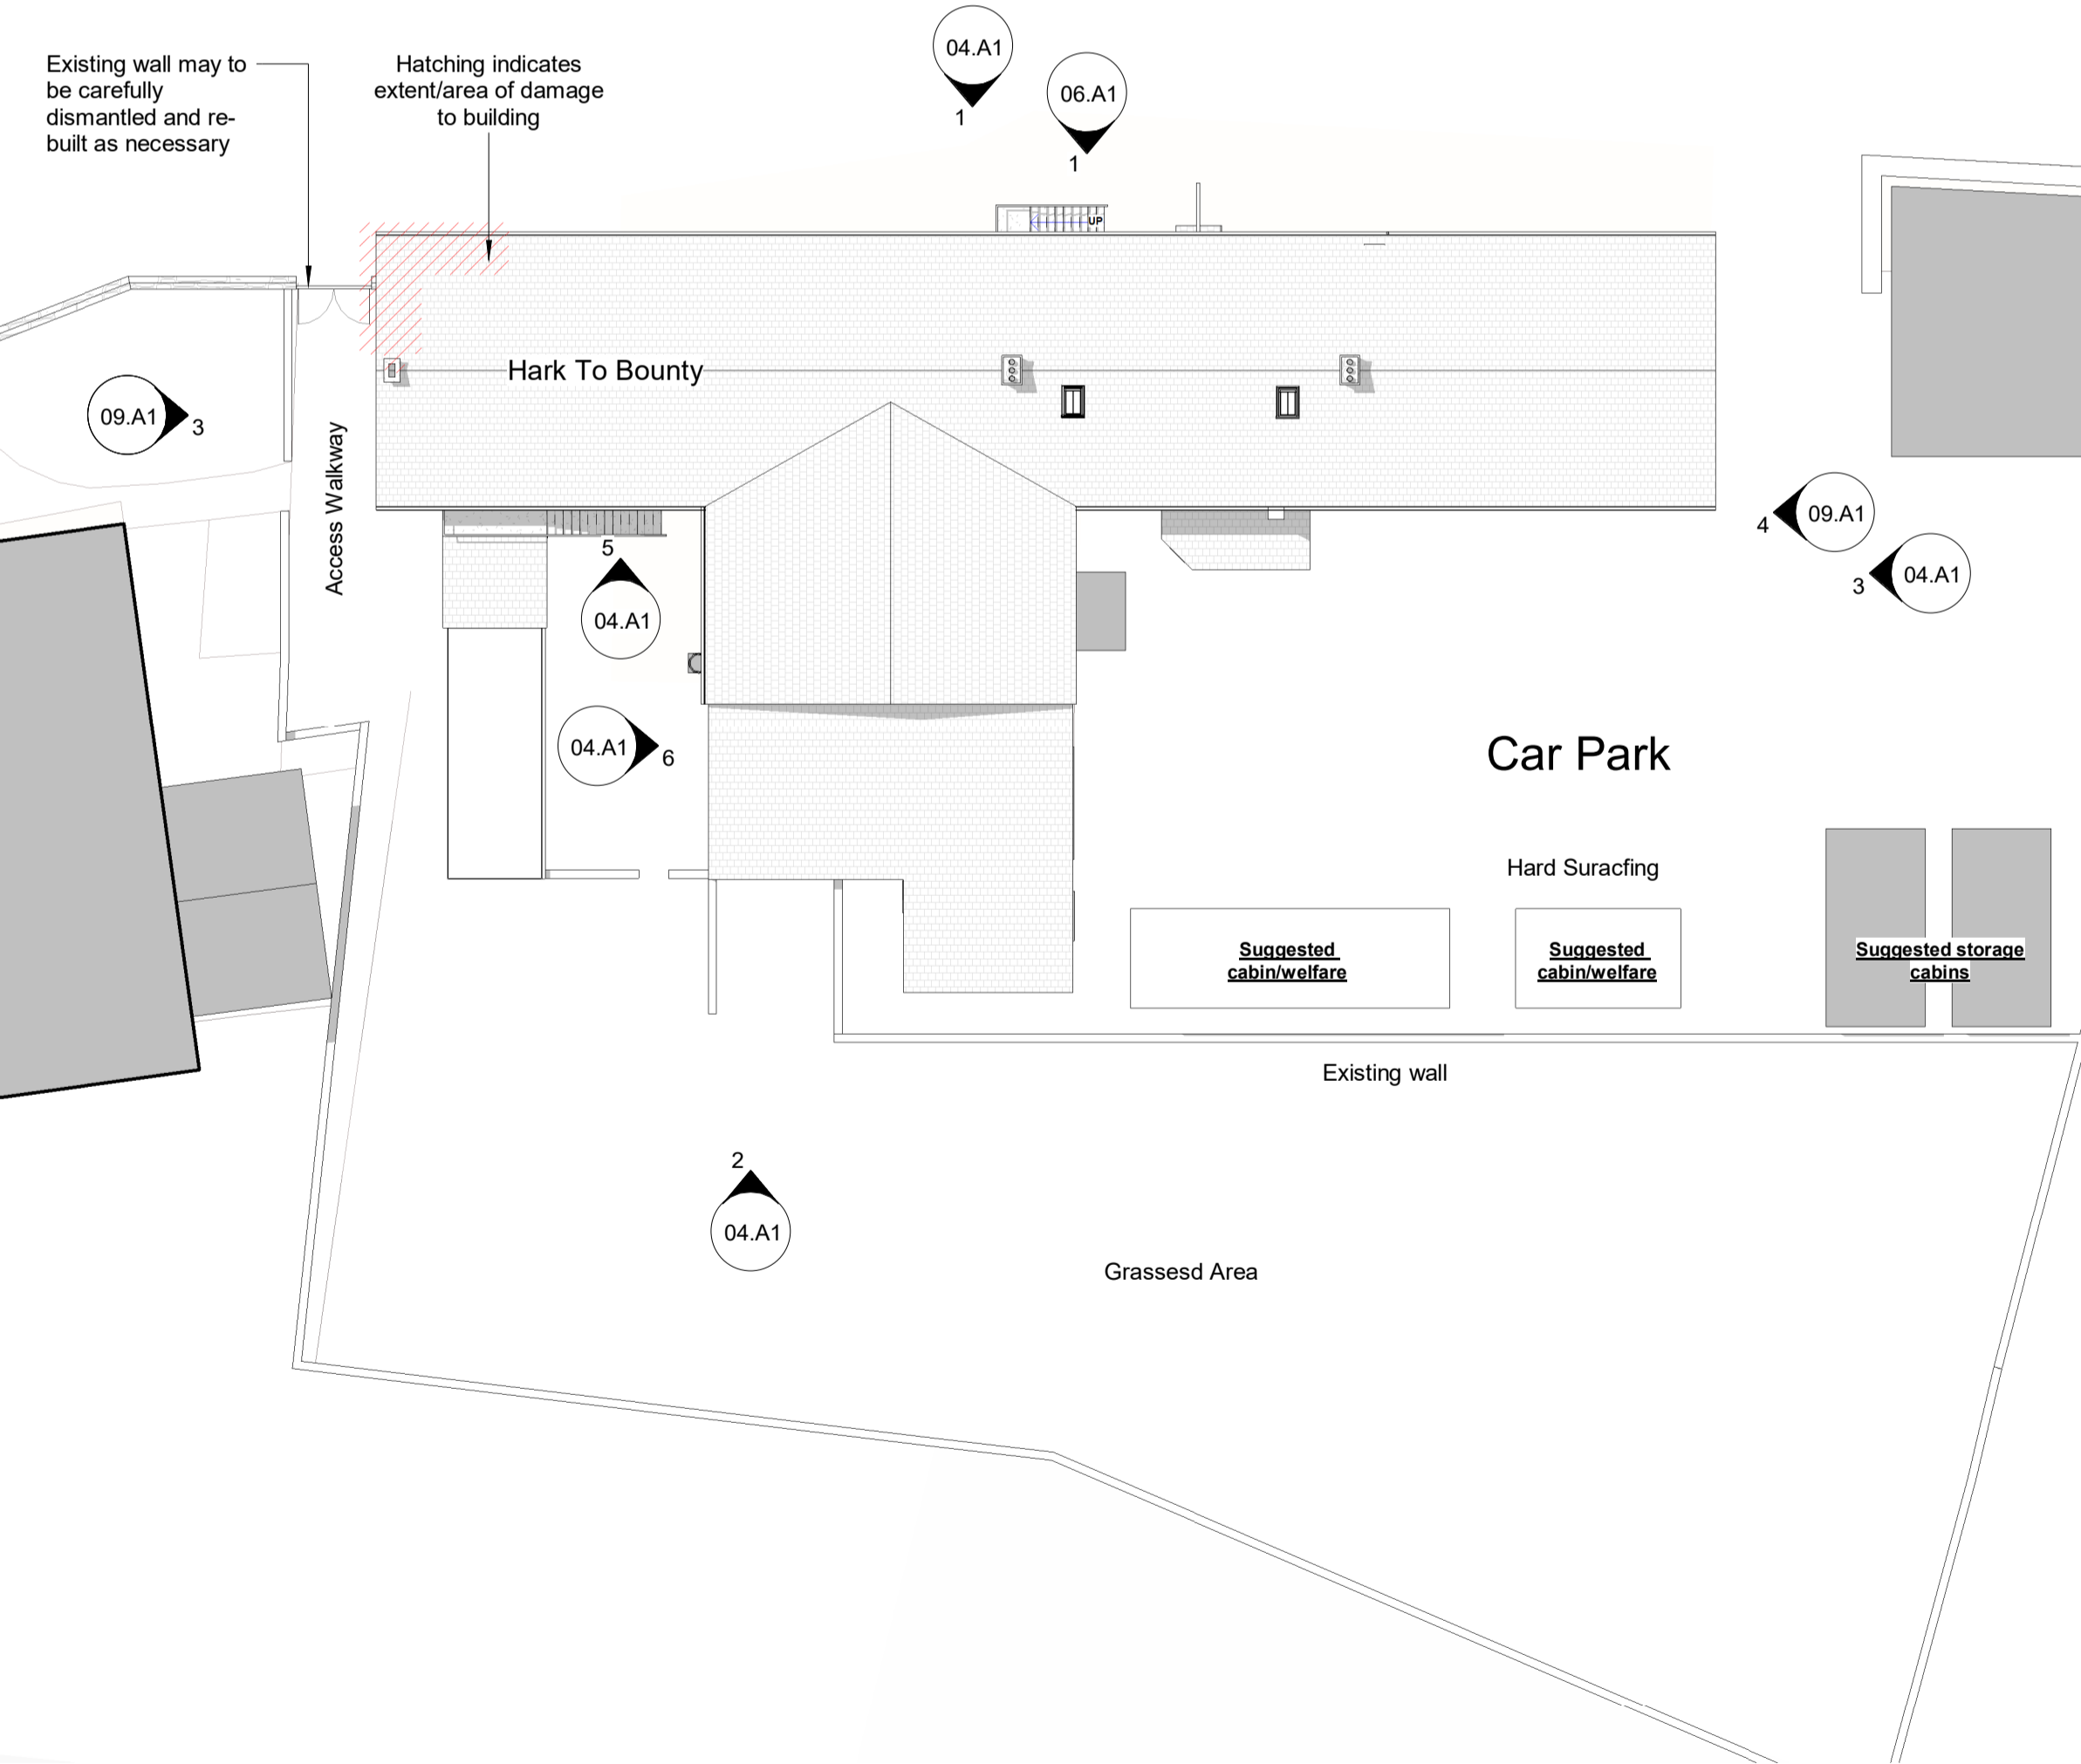 Existing wall may to
be carefully
dismantled and re-
built as necessary
Hatching indicates
extent/area of damage
to building
04.A1
1
06.A1
1
UP
Hark To Bounty
09.A1
3
Access Walkway
5
04.A1
04.A1
6
4
09.A1
3
04.A1
Car Park
Hard Suracfing
Suggested
cabin/welfare
Suggested
cabin/welfare
Suggested storage
cabins
Existing wall
2
04.A1
Grassesd Area